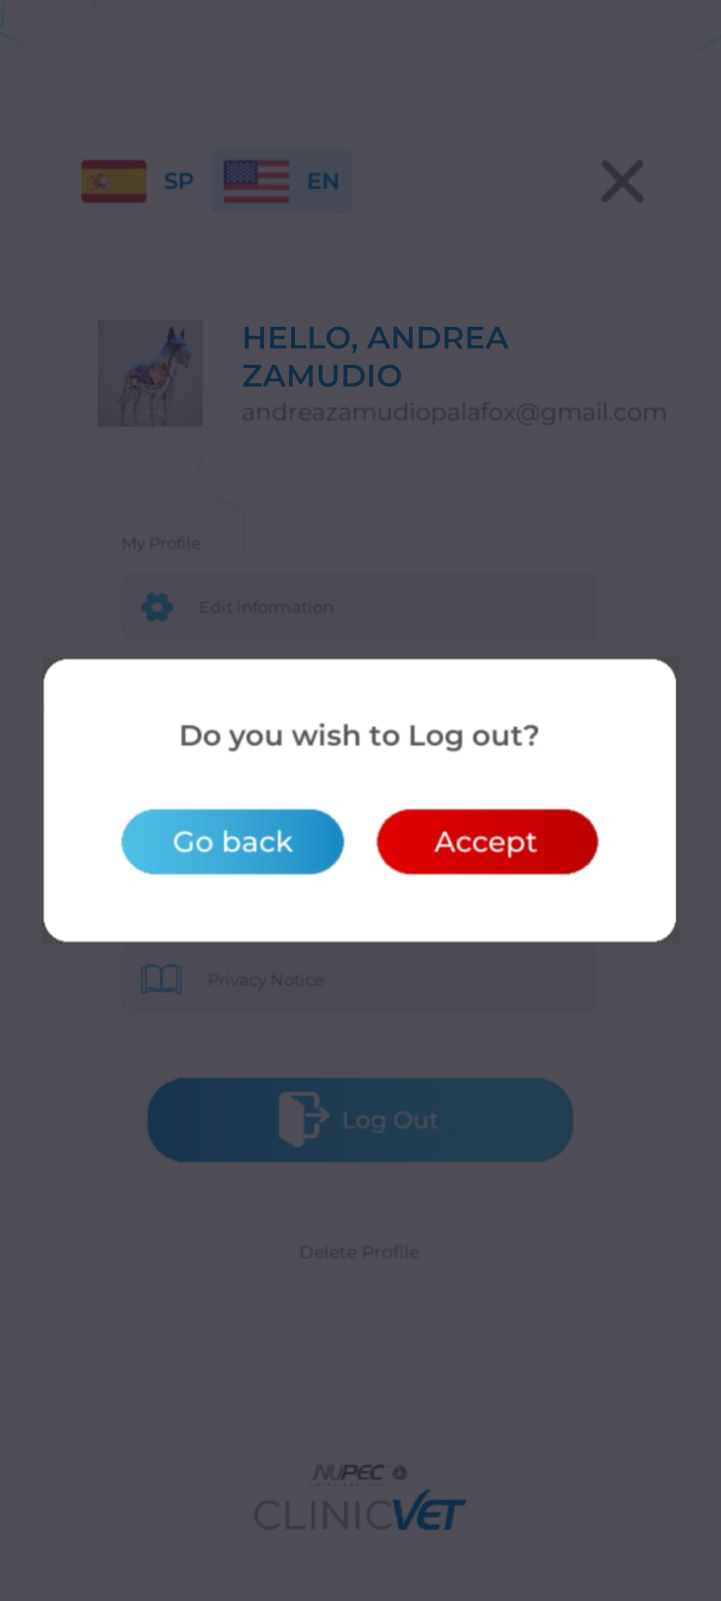 SP
EN
HELLO, ANDREA
ZAMUDIO
andreazamudiopalafox@gmail.com
My Profile
Edit information
Do you wish to Log out?
Go back
Accept
Privacy Notice
Log Out
Delete Profile
NUPEC
CLINICVET